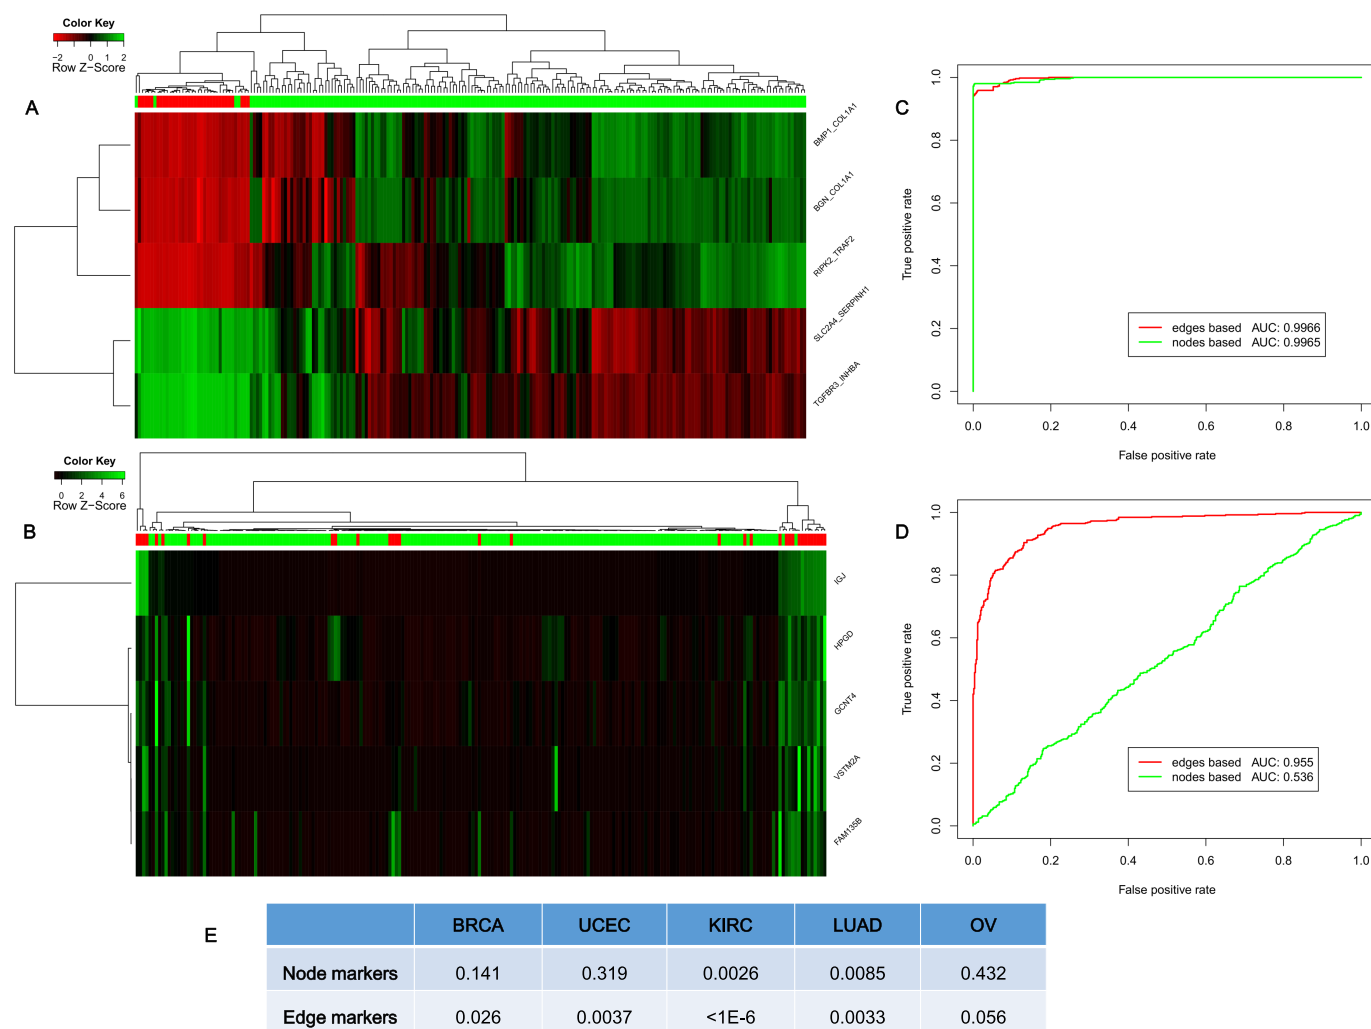 Color Key
−2 0 1 2
Row Z−Score
A
BMP1_COL1A1
BGN_COL1A1
RIPK2_TRAF2
SLC2A4_SERPINH1
TGFBR3_INHBA
C
True positive rate
0.0 0.2 0.4 0.6 0.8 1.0
edges based AUC: 0.9966
nodes based AUC: 0.9965
0.0 0.2 0.4 0.6 0.8 1.0
False positive rate
Color Key
0 2 4 6
Row Z−Score
B
IGJ
HPGD
GCNT4
VSTM2A
FAM135B
D
True positive rate
0.0 0.2 0.4 0.6 0.8 1.0
edges based AUC: 0.955
nodes based AUC: 0.536
0.0 0.2 0.4 0.6 0.8 1.0
False positive rate
E
BRCA UCEC KIRC LUAD OV
Node markers 0.141 0.319 0.0026 0.0085 0.432
Edge markers 0.026 0.0037 <1E-6 0.0033 0.056